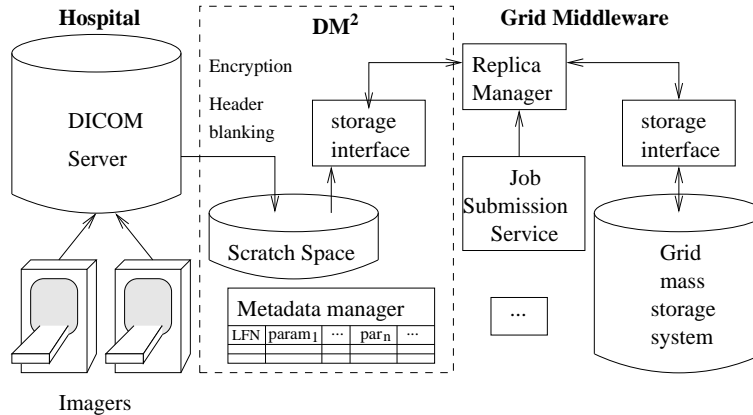 Hospital
DM²
Grid Middleware
DICOM
Server
Encryption
Header
blanking
storage
interface
Scratch Space
Metadata manager
LFN param₁ ... parₙ ...
Replica
Manager
Job
Submission
Service
...
storage
interface
Grid
mass
storage
system
Imagers